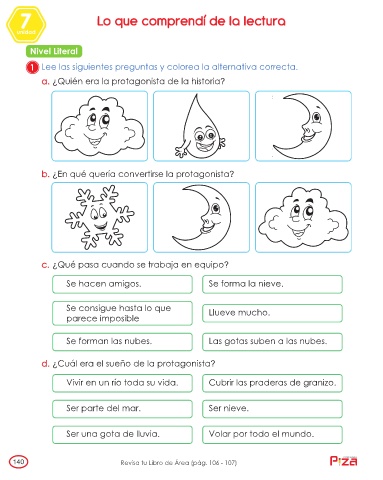 7
unidad
Lo que comprendí de la lectura
Nivel Literal
1 Lee las siguientes preguntas y colorea la alternativa correcta.
a. ¿Quién era la protagonista de la historia?
b. ¿En qué quería convertirse la protagonista?
c. ¿Qué pasa cuando se trabaja en equipo?
Se hacen amigos.
Se forma la nieve.
Se consigue hasta lo que
parece imposible
Llueve mucho.
Se forman las nubes.
Las gotas suben a las nubes.
d. ¿Cuál era el sueño de la protagonista?
Vivir en un río toda su vida.
Cubrir las praderas de granizo.
Ser parte del mar.
Ser nieve.
Ser una gota de lluvia.
Volar por todo el mundo.
140
Revisa tu Libro de Área (pág. 106 - 107)